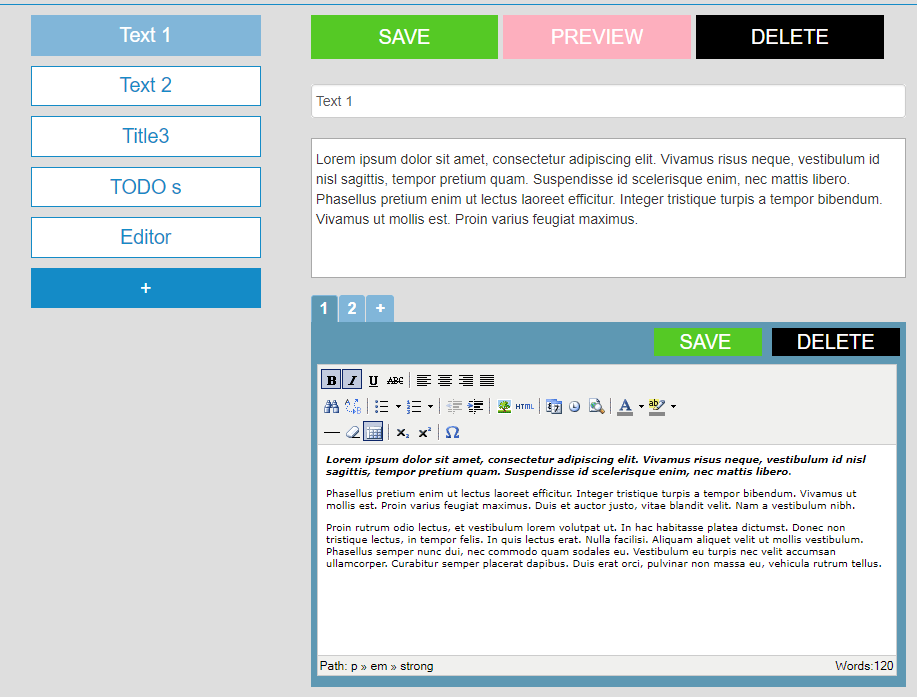 Text 1
Text 2
Title3
TODO s
Editor
+
SAVE PREVIEW DELETE
Text 1
Lorem ipsum dolor sit amet, consectetur adipiscing elit. Vivamus risus neque, vestibulum id
nisl sagittis, tempor pretium quam. Suspendisse id scelerisque enim, nec mattis libero.
Phasellus pretium enim ut lectus laoreet efficitur. Integer tristique turpis a tempor bibendum.
Vivamus ut mollis est. Proin varius feugiat maximus.
1 2 +
SAVE DELETE
B I U ABC
HTML 7 A ab
x₂ x² Ω
Lorem ipsum dolor sit amet, consectetur adipiscing elit. Vivamus risus neque, vestibulum id nisl
sagittis, tempor pretium quam. Suspendisse id scelerisque enim, nec mattis libero.
Phasellus pretium enim ut lectus laoreet efficitur. Integer tristique turpis a tempor bibendum. Vivamus ut
mollis est. Proin varius feugiat maximus. Duis et auctor justo, vitae blandit velit. Nam a vestibulum nibh.
Proin rutrum odio lectus, et vestibulum lorem volutpat ut. In hac habitasse platea dictumst. Donec non
tristique lectus, in tempor felis. In quis lectus erat. Nulla facilisi. Aliquam aliquet velit ut mollis vestibulum.
Phasellus semper nunc dui, nec commodo quam sodales eu. Vestibulum eu turpis nec velit accumsan
ullamcorper. Curabitur semper placerat dapibus. Duis erat orci, pulvinar non massa eu, vehicula rutrum tellus.
Path: p » em » strong Words:120